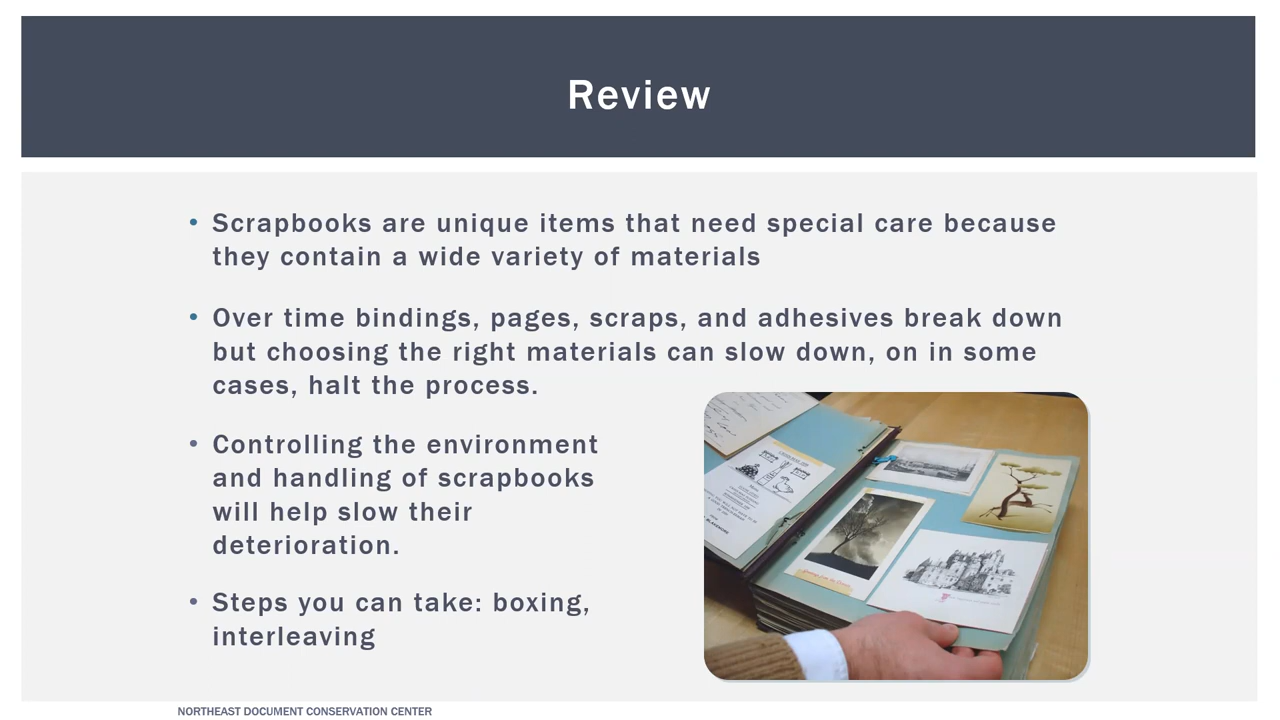 Review
• Scrapbooks are unique items that need special care because
they contain a wide variety of materials
• Over time bindings, pages, scraps, and adhesives break down
but choosing the right materials can slow down, on in some
cases, halt the process.
• Controlling the environment
and handling of scrapbooks
will help slow their
deterioration.
• Steps you can take: boxing,
interleaving
NORTHEAST DOCUMENT CONSERVATION CENTER